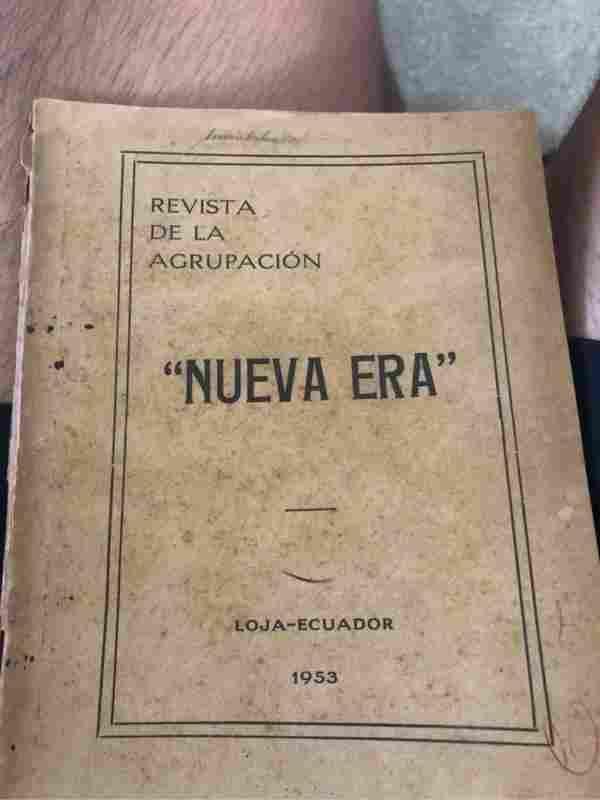 REVISTA
DE LA
AGRUPACIÓN
“NUEVA ERA”
LOJA-ECUADOR
1953